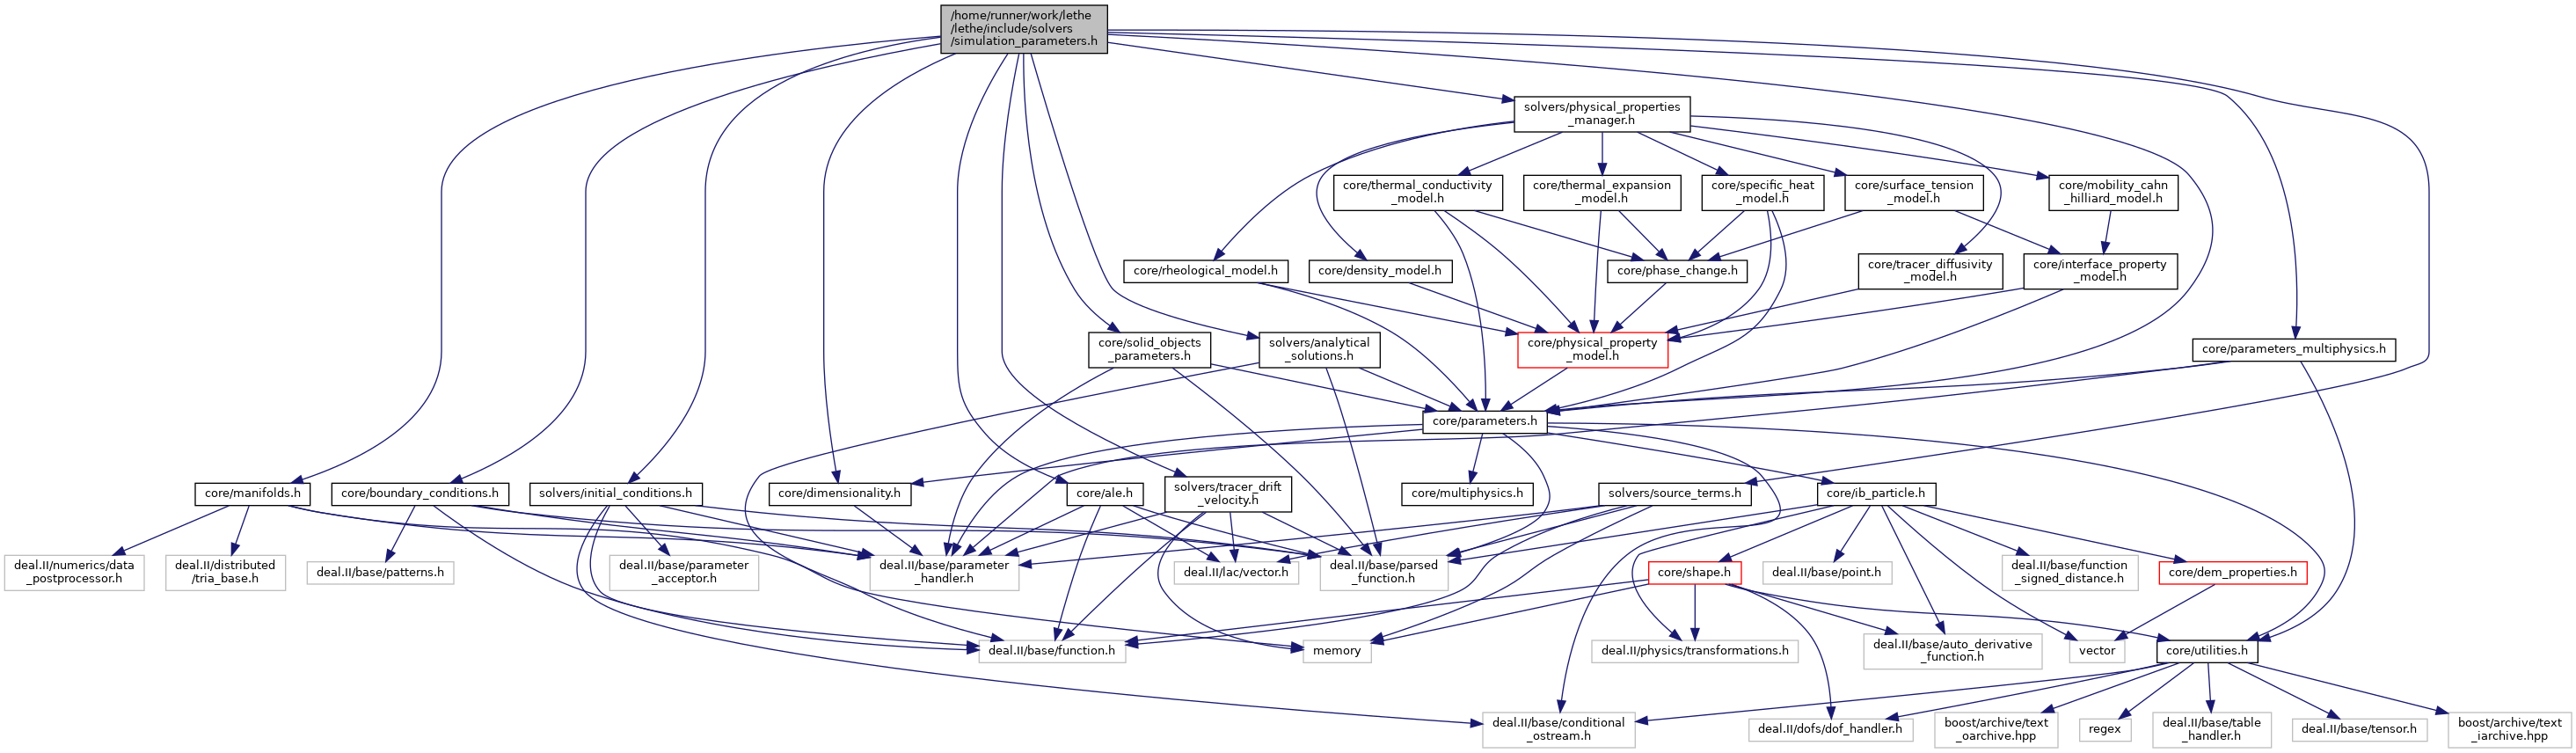 /home/runner/work/lethe
/lethe/include/solvers
/simulation_parameters.h
solvers/physical_properties
_manager.h
core/thermal_conductivity
_model.h
core/thermal_expansion
_model.h
core/specific_heat
_model.h
core/surface_tension
_model.h
core/mobility_cahn
_hilliard_model.h
core/rheological_model.h
core/density_model.h
core/phase_change.h
core/tracer_diffusivity
_model.h
core/interface_property
_model.h
core/solid_objects
_parameters.h
solvers/analytical
_solutions.h
core/physical_property
_model.h
core/parameters_multiphysics.h
core/parameters.h
core/manifolds.h
core/boundary_conditions.h
solvers/initial_conditions.h
core/dimensionality.h
core/ale.h
solvers/tracer_drift
_velocity.h
core/multiphysics.h
solvers/source_terms.h
core/ib_particle.h
deal.II/numerics/data
_postprocessor.h
deal.II/distributed
/tria_base.h
deal.II/base/patterns.h
deal.II/base/parameter
_acceptor.h
deal.II/base/parameter
_handler.h
deal.II/lac/vector.h
deal.II/base/parsed
_function.h
core/shape.h
deal.II/base/point.h
deal.II/base/function
_signed_distance.h
core/dem_properties.h
deal.II/base/function.h
memory
deal.II/physics/transformations.h
deal.II/base/auto_derivative
_function.h
vector
core/utilities.h
deal.II/base/conditional
_ostream.h
deal.II/dofs/dof_handler.h
boost/archive/text
_oarchive.hpp
regex
deal.II/base/table
_handler.h
deal.II/base/tensor.h
boost/archive/text
_iarchive.hpp